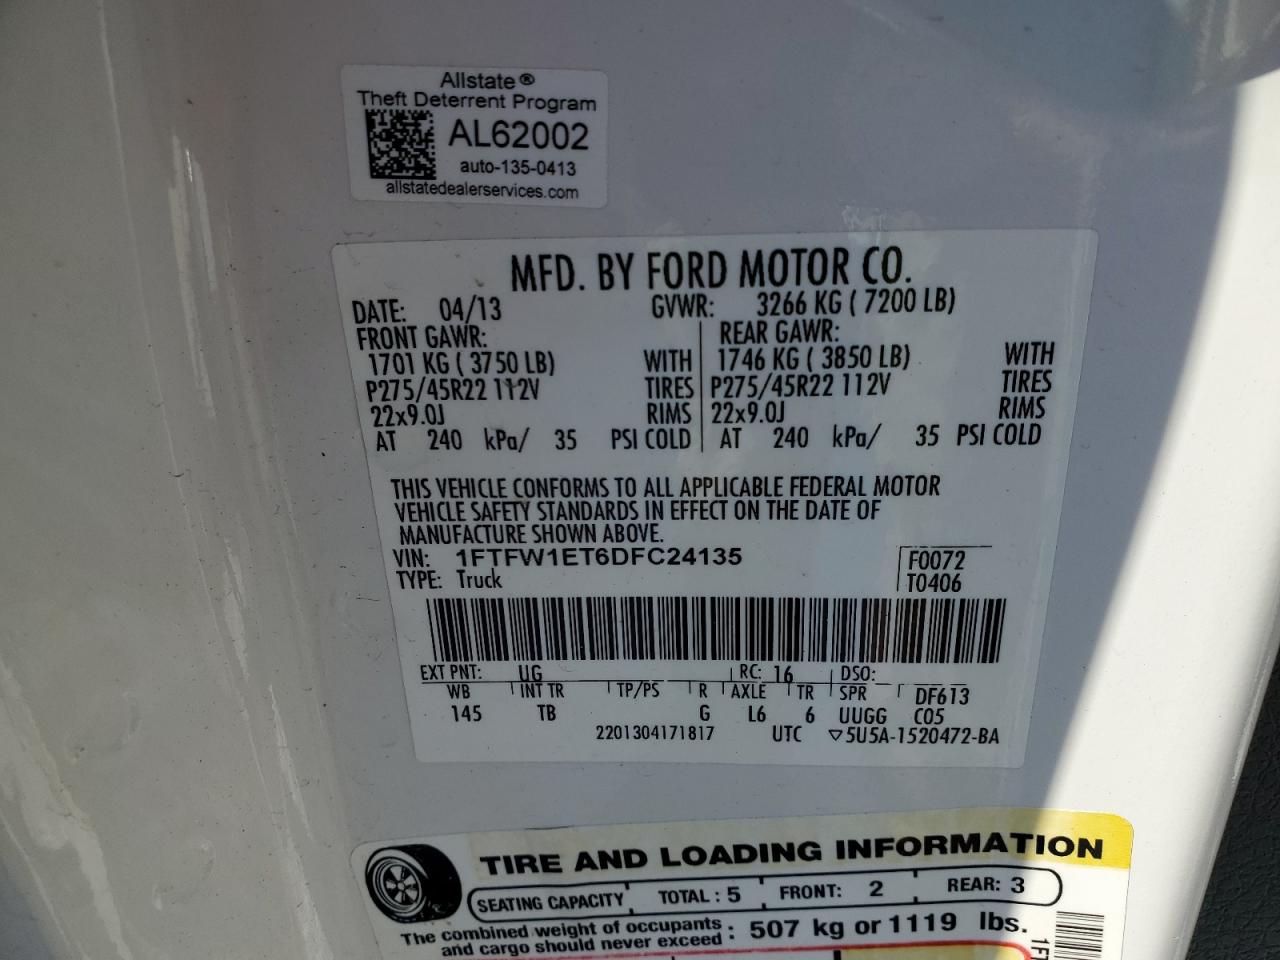 Allstate®
Theft Deterrent Program
AL62002
auto-135-0413
allstatedealerservices.com
MFD. BY FORD MOTOR CO.
DATE: 04/13 GVWR: 3266 KG ( 7200 LB)
FRONT GAWR: REAR GAWR:
1701 KG ( 3750 LB) WITH 1746 KG ( 3850 LB) WITH
P275/45R22 112V TIRES P275/45R22 112V TIRES
22x9.0J RIMS 22x9.0J RIMS
AT 240 kPa/ 35 PSI COLD AT 240 kPa/ 35 PSI COLD
THIS VEHICLE CONFORMS TO ALL APPLICABLE FEDERAL MOTOR
VEHICLE SAFETY STANDARDS IN EFFECT ON THE DATE OF
MANUFACTURE SHOWN ABOVE.
VIN: 1FTFW1ET6DFC24135 F0072
TYPE: Truck T0406
EXT PNT: UG RC: 16 DSO:
WB INT TR TP/PS R AXLE TR SPR DF613
145 TB G L6 6 UUGG C05
2201304171817 UTC ▽5U5A-1520472-BA
TIRE AND LOADING INFORMATION
SEATING CAPACITY TOTAL : 5 FRONT: 2 REAR: 3
The combined weight of occupants
and cargo should never exceed : 507 kg or 1119 lbs.